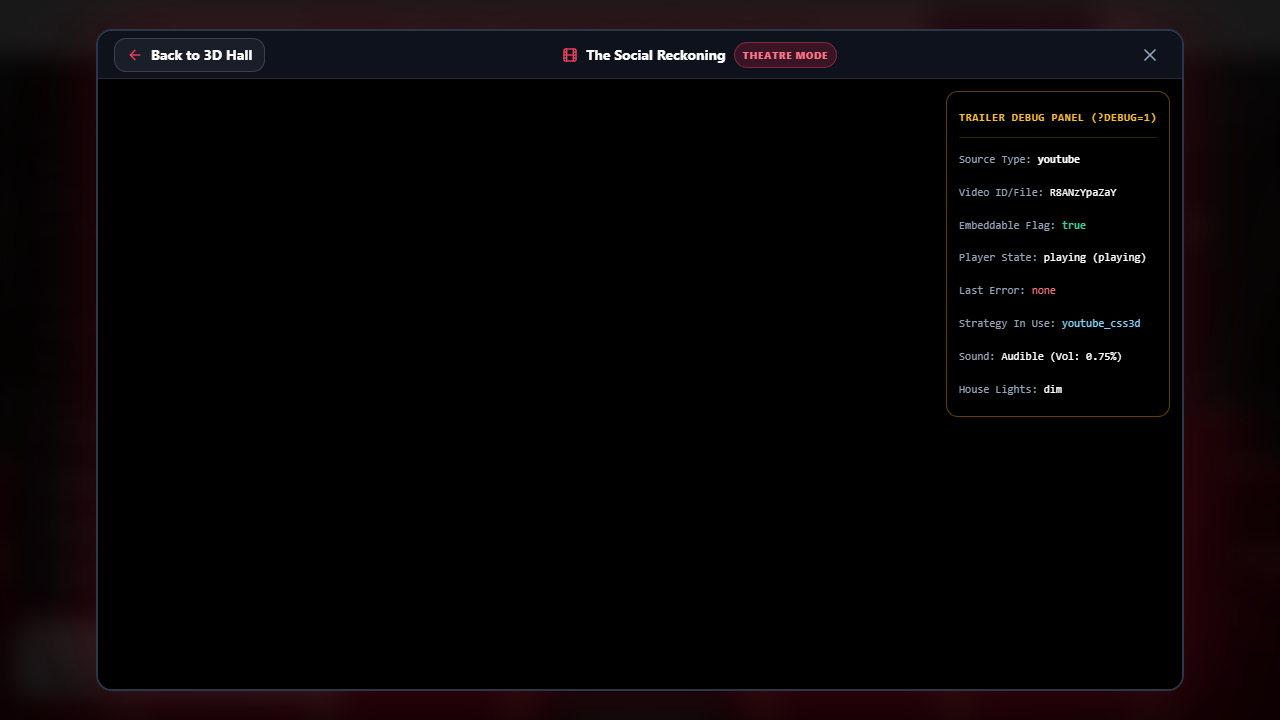 Back to 3D Hall
The Social Reckoning
THEATRE MODE
TRAILER DEBUG PANEL (?DEBUG=1)
Source Type: youtube
Video ID/File: R8ANzYpaZaY
Embeddable Flag: true
Player State: playing (playing)
Last Error: none
Strategy In Use: youtube_css3d
Sound: Audible (Vol: 0.75%)
House Lights: dim